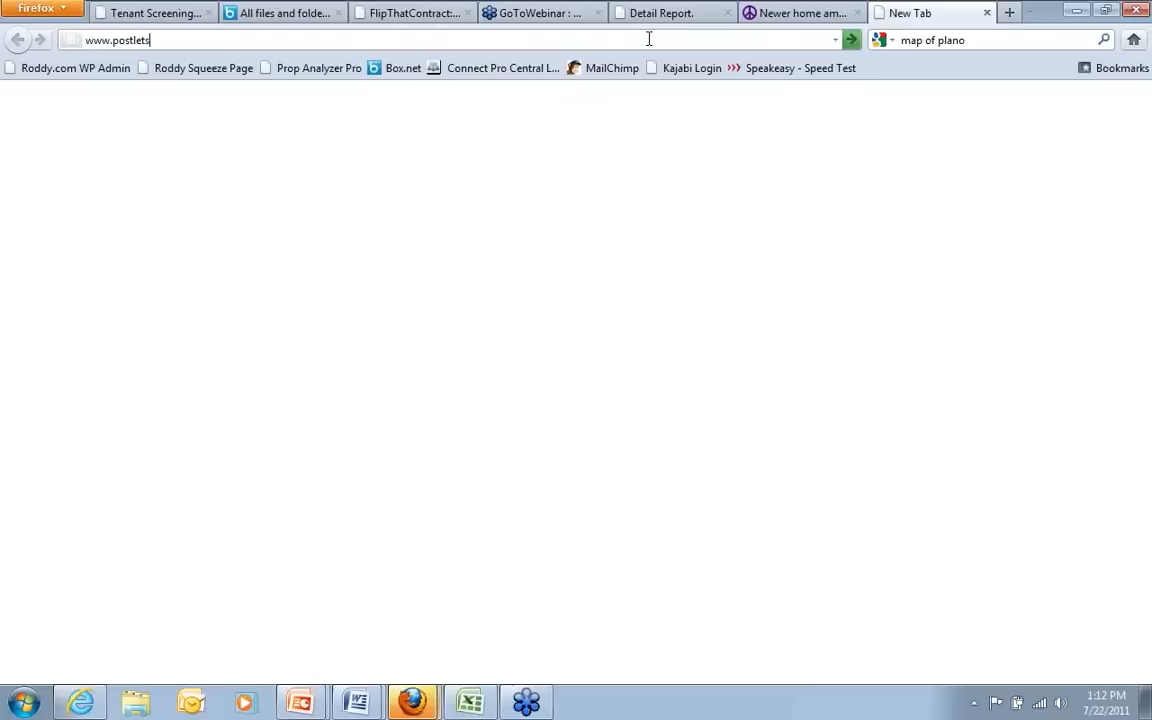 Firefox
Tenant Screening...
All files and folde...
FlipThatContract:...
GoToWebinar : ...
Detail Report.
Newer home am...
New Tab
www.postlets
map of plano
Roddy.com WP Admin
Roddy Squeeze Page
Prop Analyzer Pro
Box.net
Connect Pro Central L...
MailChimp
Kajabi Login
Speakeasy - Speed Test
Bookmarks
1:12 PM
7/22/2011